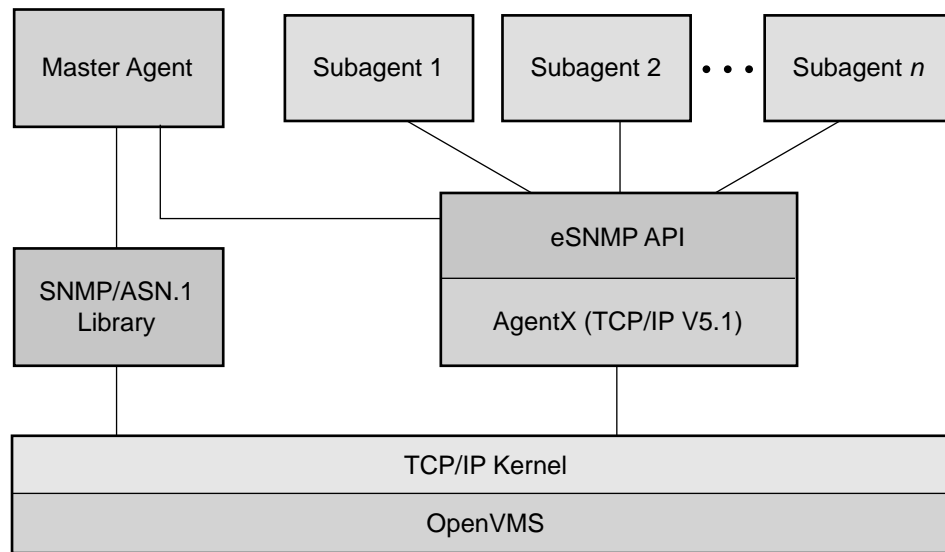 Master Agent
Subagent 1
Subagent 2
• • •
Subagent n
eSNMP API
SNMP/ASN.1
Library
AgentX (TCP/IP V5.1)
TCP/IP Kernel
OpenVMS